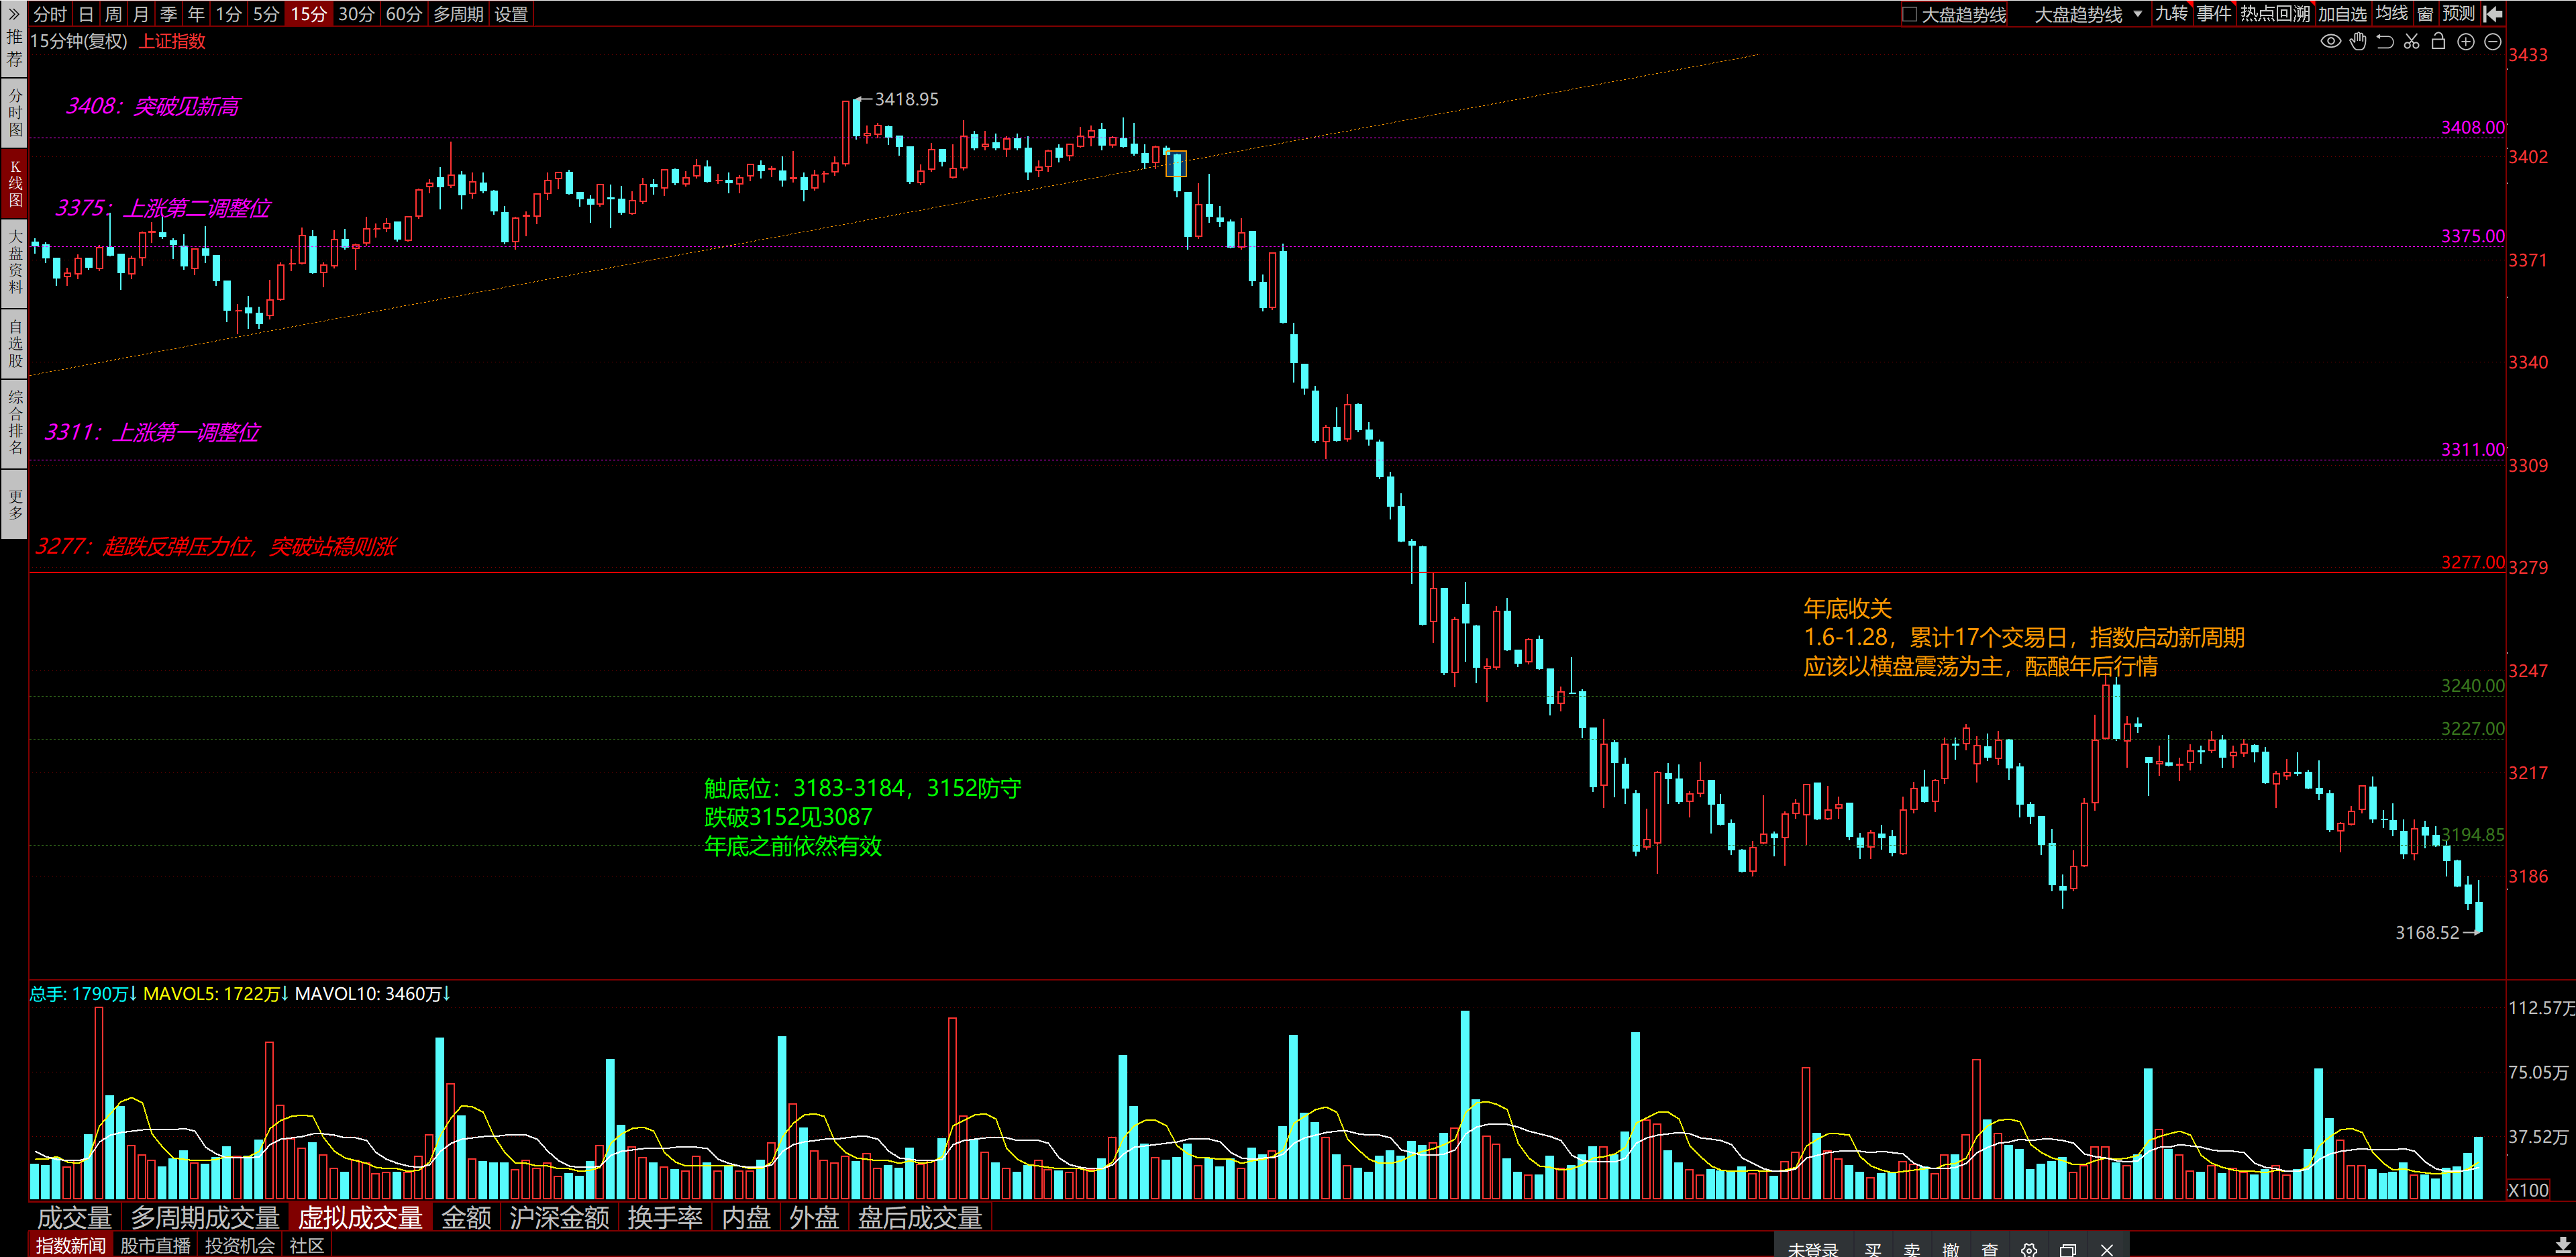 分时 日 周 月 季 年 1分 5分 15分 30分 60分 多周期 设置
大盘趋势线 大盘趋势线 九转 事件 热点回溯 加自选 均线 窗 预测
推荐
分时图
K线图
大盘资料
自选股
综合排名
更多
15分钟(复权) 上证指数
3433
3418.95
3408：突破见新高
3408.00
3402
3375：上涨第二调整位
3375.00
3371
3340
3311：上涨第一调整位
3311.00
3309
3277：超跌反弹压力位，突破站稳则涨
3277.00
3279
年底收关
1.6-1.28，累计17个交易日，指数启动新周期
应该以横盘震荡为主，酝酿年后行情
3247
3240.00
3227.00
3217
触底位：3183-3184，3152防守
跌破3152见3087
年底之前依然有效
3194.85
3186
3168.52
总手: 1790万↓ MAVOL5: 1722万↓ MAVOL10: 3460万↓
112.57万
75.05万
37.52万
X100
成交量 多周期成交量 虚拟成交量 金额 沪深金额 换手率 内盘 外盘 盘后成交量
指数新闻 股市直播 投资机会 社区
未登录 买 卖 撤 查